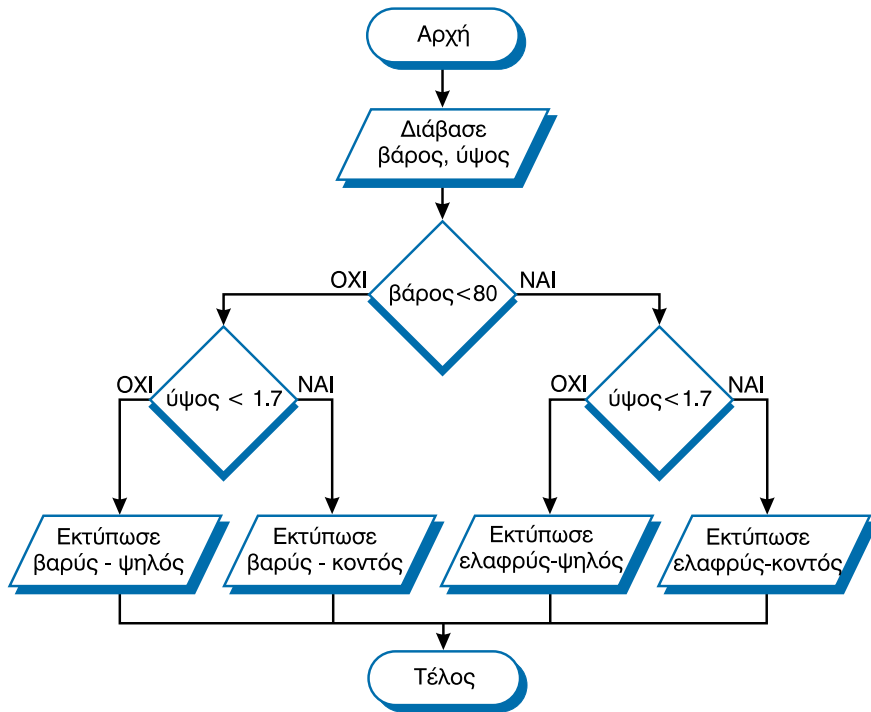 Αρχή
Διάβασε
βάρος, ύψος
ΟΧΙ
βάρος<80
ΝΑΙ
ΟΧΙ
ύψος < 1.7
ΝΑΙ
ΟΧΙ
ύψος<1.7
ΝΑΙ
Εκτύπωσε
βαρύς - ψηλός
Εκτύπωσε
βαρύς - κοντός
Εκτύπωσε
ελαφρύς-ψηλός
Εκτύπωσε
ελαφρύς-κοντός
Τέλος